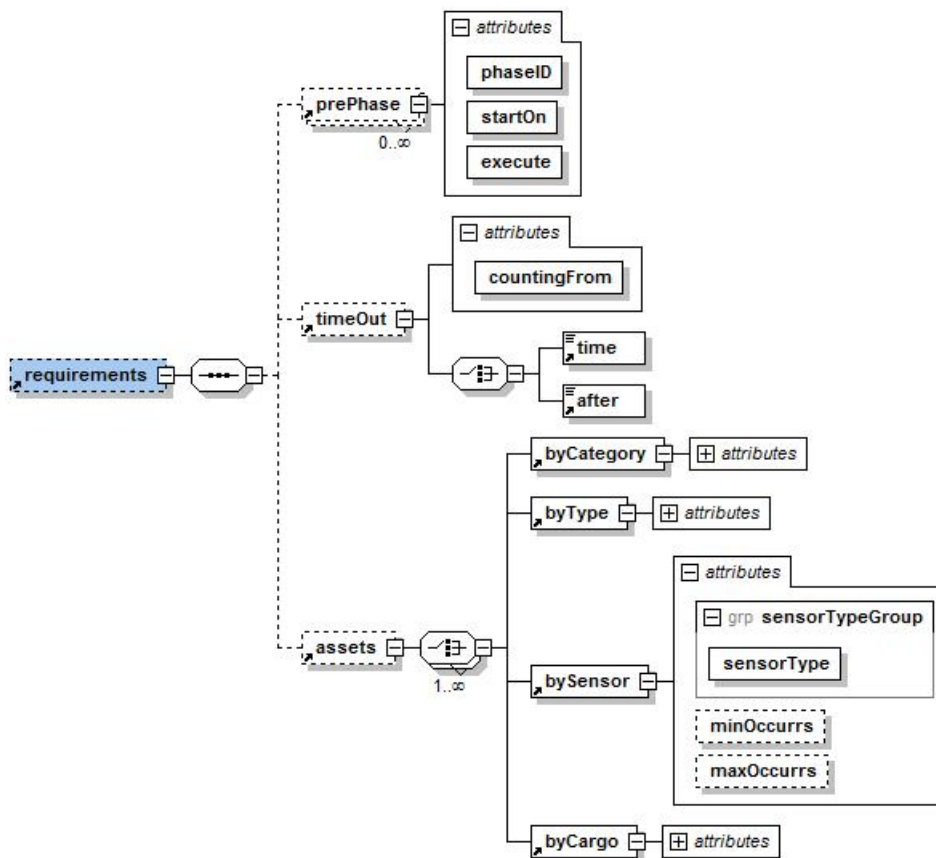 attributes
phaseID
prePhase
startOn
0..∞
execute
attributes
countingFrom
timeOut
time
requirements
after
byCategory
attributes
byType
attributes
attributes
grp sensorTypeGroup
assets
sensorType
1..∞
bySensor
minOccurrs
maxOccurrs
byCargo
attributes